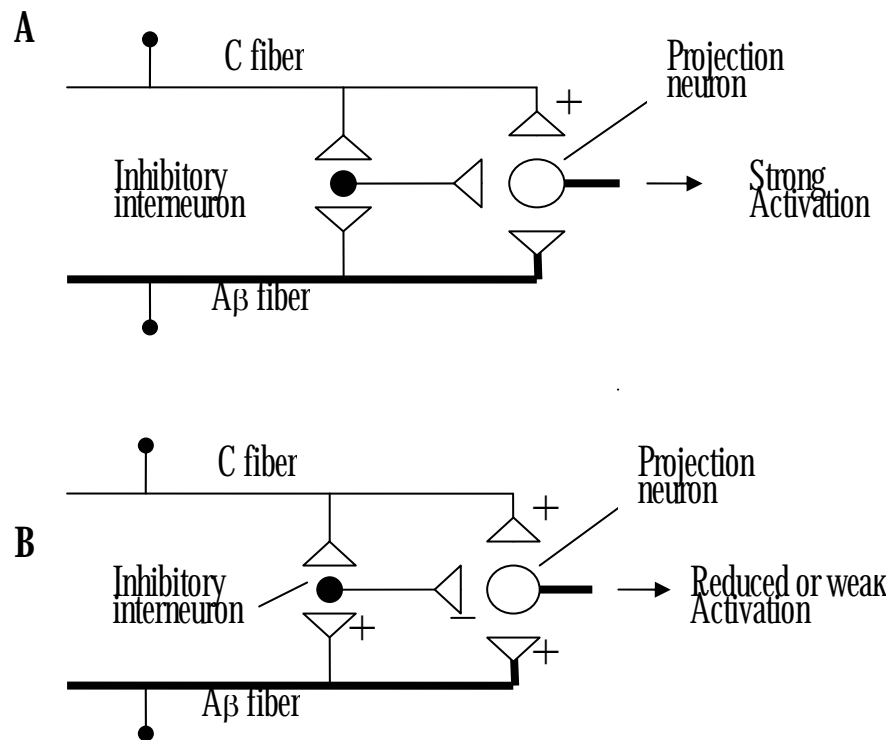 A
C fiber
Projection
neuron
+
Inhibitory
interneuron
Strong
Activation
Aβ fiber
B
C fiber
Projection
neuron
+
Inhibitory
interneuron
Reduced or weak
Activation
+
−
+
Aβ fiber